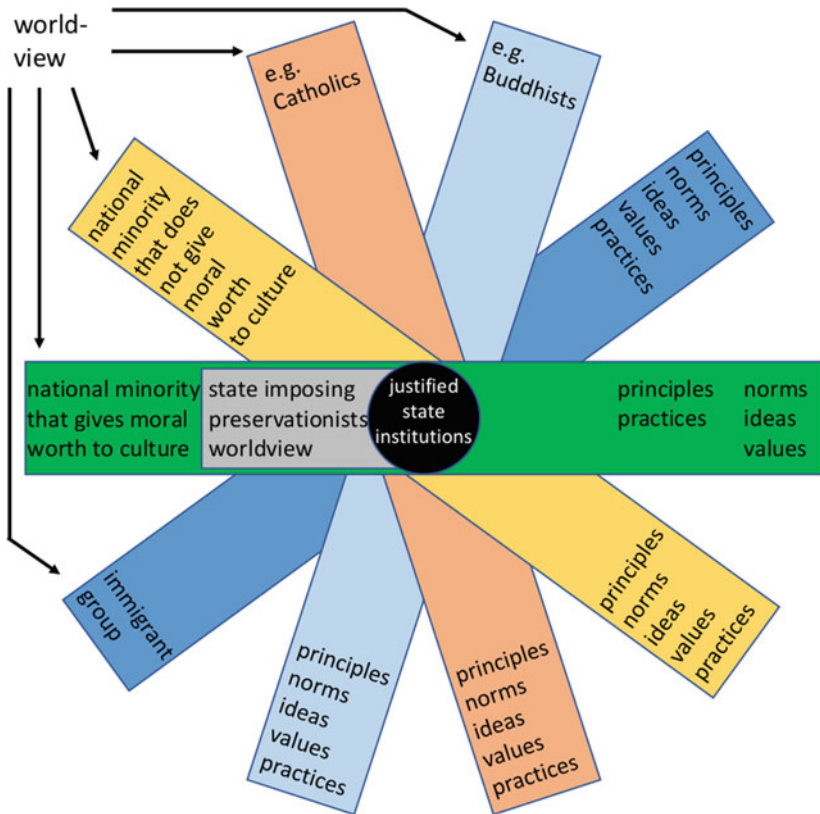 world-
view
e.g.
Catholics
e.g.
Buddhists
principles
norms
ideas
values
practices
national
minority
that does
not give
moral
worth
to culture
national minority
that gives moral
worth to culture
state imposing
preservationists
worldview
justified
state
institutions
principles
practices
norms
ideas
values
immigrant
group
principles
norms
ideas
values
practices
principles
norms
ideas
values
practices
principles
norms
ideas
values
practices